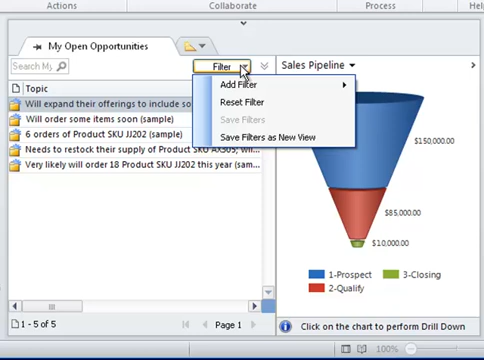 Actions
Collaborate
Process
My Open Opportunities
Search My
Filter
Sales Pipeline
Add Filter
Reset Filter
Save Filters
Save Filters as New View
Topic
Will expand their offerings to include so
Will order some items soon (sample)
6 orders of Product SKU JJ202 (sample)
Needs to restock their supply of Product SKU AX305; wil
Very likely will order 18 Product SKU JJ202 this year (sam...
$150,000.00
$85,000.00
$10,000.00
1-Prospect
3-Closing
2-Qualify
1 - 5 of 5
Page 1
Click on the chart to perform Drill Down
100%